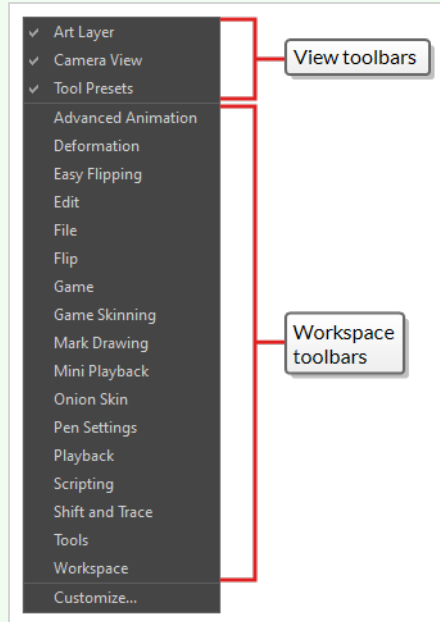 Art Layer
Camera View
Tool Presets
View toolbars
Advanced Animation
Deformation
Easy Flipping
Edit
File
Flip
Game
Game Skinning
Mark Drawing
Mini Playback
Onion Skin
Pen Settings
Playback
Scripting
Shift and Trace
Tools
Workspace
Workspace
toolbars
Customize...